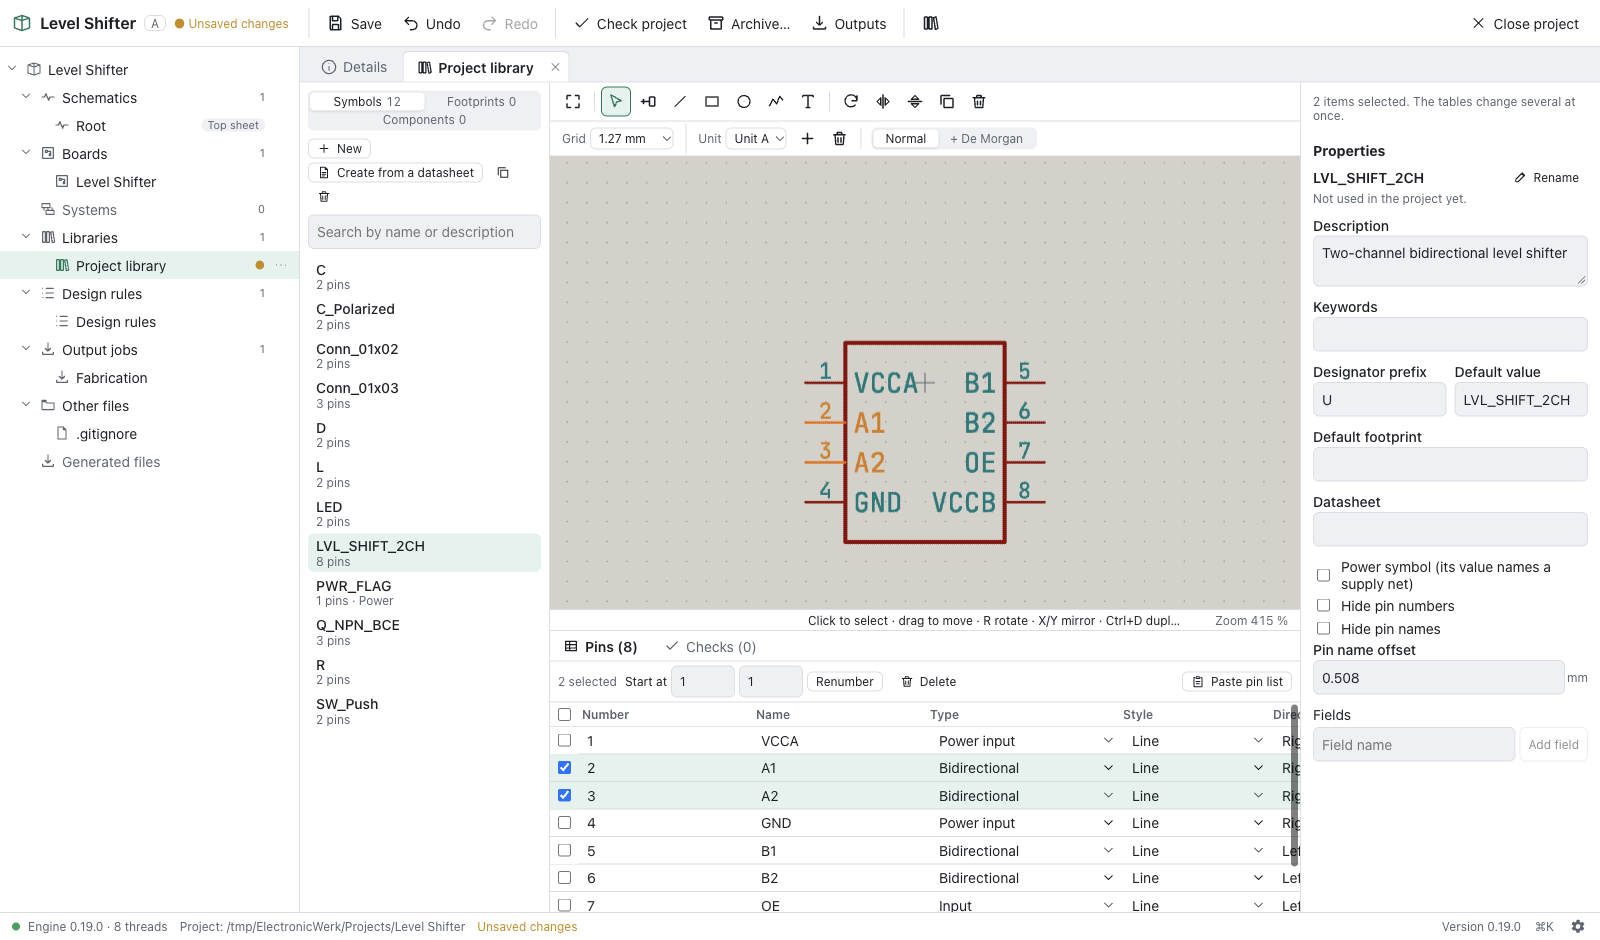 Level Shifter A Unsaved changes Save Undo Redo Check project Archive... Outputs Close project
Level Shifter
Schematics 1
Root Top sheet
Boards 1
Level Shifter
Systems 0
Libraries 1
Project library ...
Design rules 1
Design rules
Output jobs 1
Fabrication
Other files
.gitignore
Generated files
Details Project library
Symbols 12 Footprints 0
Components 0
New
Create from a datasheet
Search by name or description
C
2 pins
C_Polarized
2 pins
Conn_01x02
2 pins
Conn_01x03
3 pins
D
2 pins
L
2 pins
LED
2 pins
LVL_SHIFT_2CH
8 pins
PWR_FLAG
1 pins · Power
Q_NPN_BCE
3 pins
R
2 pins
SW_Push
2 pins
Grid 1.27 mm Unit Unit A Normal + De Morgan
1 VCCA B1 5
2 A1 B2 6
3 A2 OE 7
4 GND VCCB 8
Click to select · drag to move · R rotate · X/Y mirror · Ctrl+D dupl... Zoom 415 %
Pins (8) Checks (0)
2 selected Start at 1 1 Renumber Delete Paste pin list
Number Name Type Style
1 VCCA Power input Line
2 A1 Bidirectional Line
3 A2 Bidirectional Line
4 GND Power input Line
5 B1 Bidirectional Line
6 B2 Bidirectional Line
7 OE Input Line
2 items selected. The tables change several at
once.
Properties
LVL_SHIFT_2CH Rename
Not used in the project yet.
Description
Two-channel bidirectional level shifter
Keywords
Designator prefix Default value
U LVL_SHIFT_2CH
Default footprint
Datasheet
Power symbol (its value names a
supply net)
Hide pin numbers
Hide pin names
Pin name offset
0.508 mm
Fields
Field name Add field
Engine 0.19.0 · 8 threads Project: /tmp/ElectronicWerk/Projects/Level Shifter Unsaved changes Version 0.19.0 ⌘K